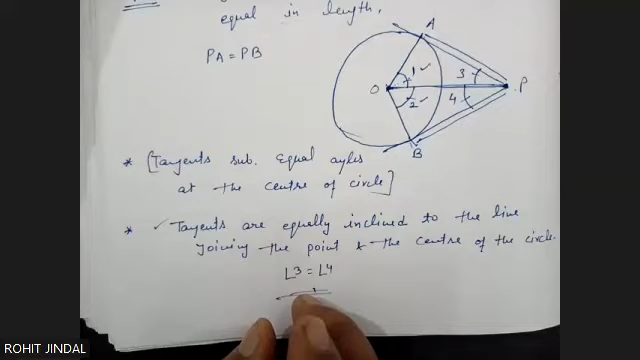 equal in length.
PA = PB
A
1 ✓
3
O
P
2 ✓
4
B
* [Tangents sub. Equal angles
at the centre of circle]
* ✓ Tangents are equally inclined to the line
Joining the point & the centre of the circle.
∠3 = ∠4
ROHIT JINDAL